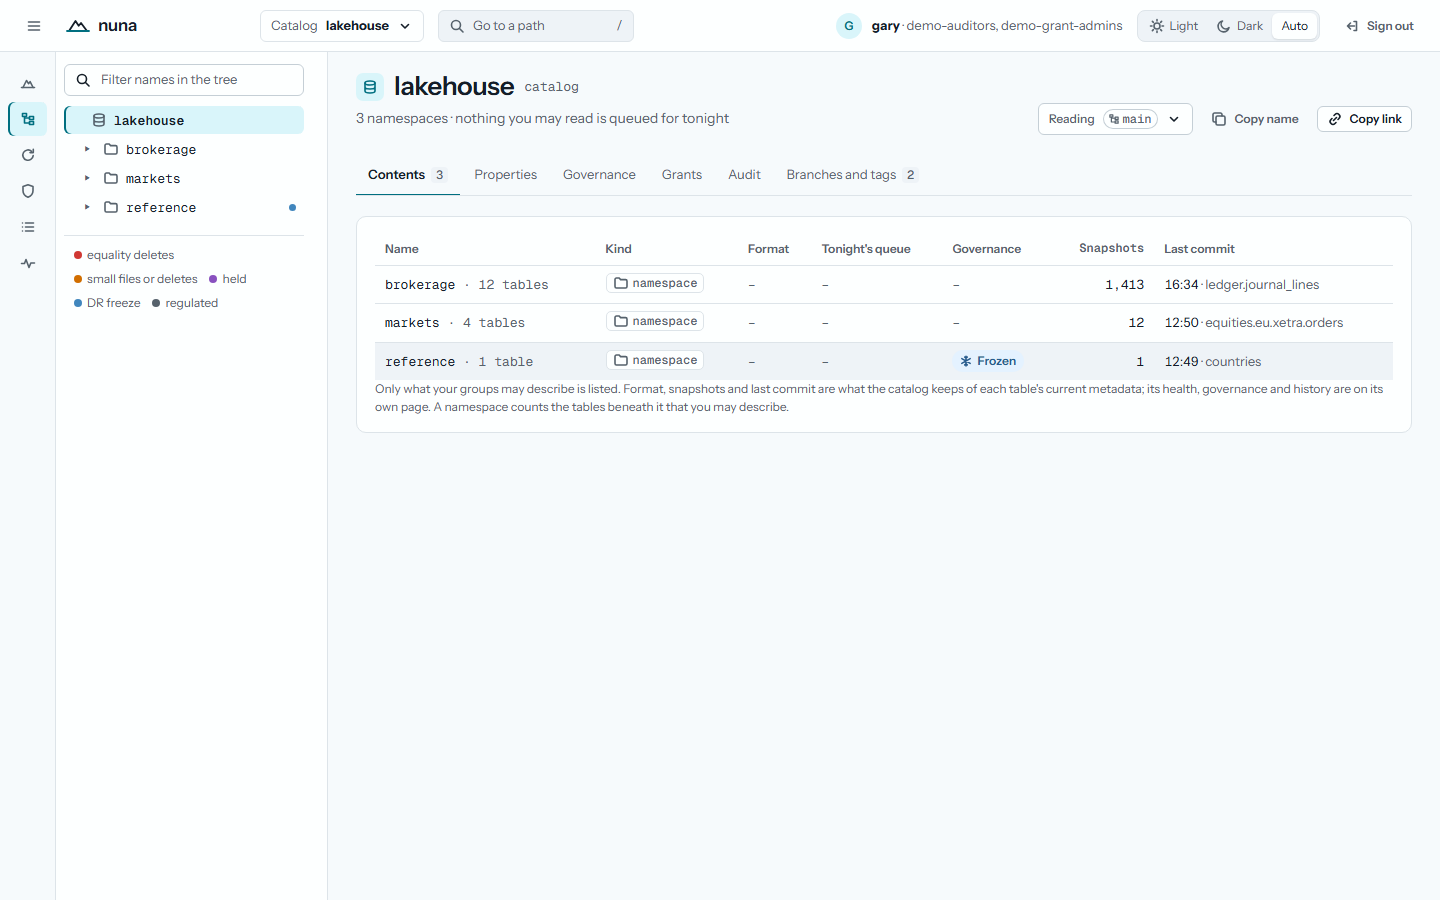 nuna
Catalog lakehouse
Go to a path /
G gary · demo-auditors, demo-grant-admins
Light Dark Auto
Sign out
Filter names in the tree
lakehouse
brokerage
markets
reference
equality deletes
small files or deletes held
DR freeze regulated
lakehouse catalog
3 namespaces · nothing you may read is queued for tonight
Reading main
Copy name
Copy link
Contents 3 Properties Governance Grants Audit Branches and tags 2
Name Kind Format Tonight's queue Governance Snapshots Last commit
brokerage · 12 tables namespace – – – 1,413 16:34 · ledger.journal_lines
markets · 4 tables namespace – – – 12 12:50 · equities.eu.xetra.orders
reference · 1 table namespace – – Frozen 1 12:49 · countries
Only what your groups may describe is listed. Format, snapshots and last commit are what the catalog keeps of each table's current metadata; its health, governance and history are on its
own page. A namespace counts the tables beneath it that you may describe.